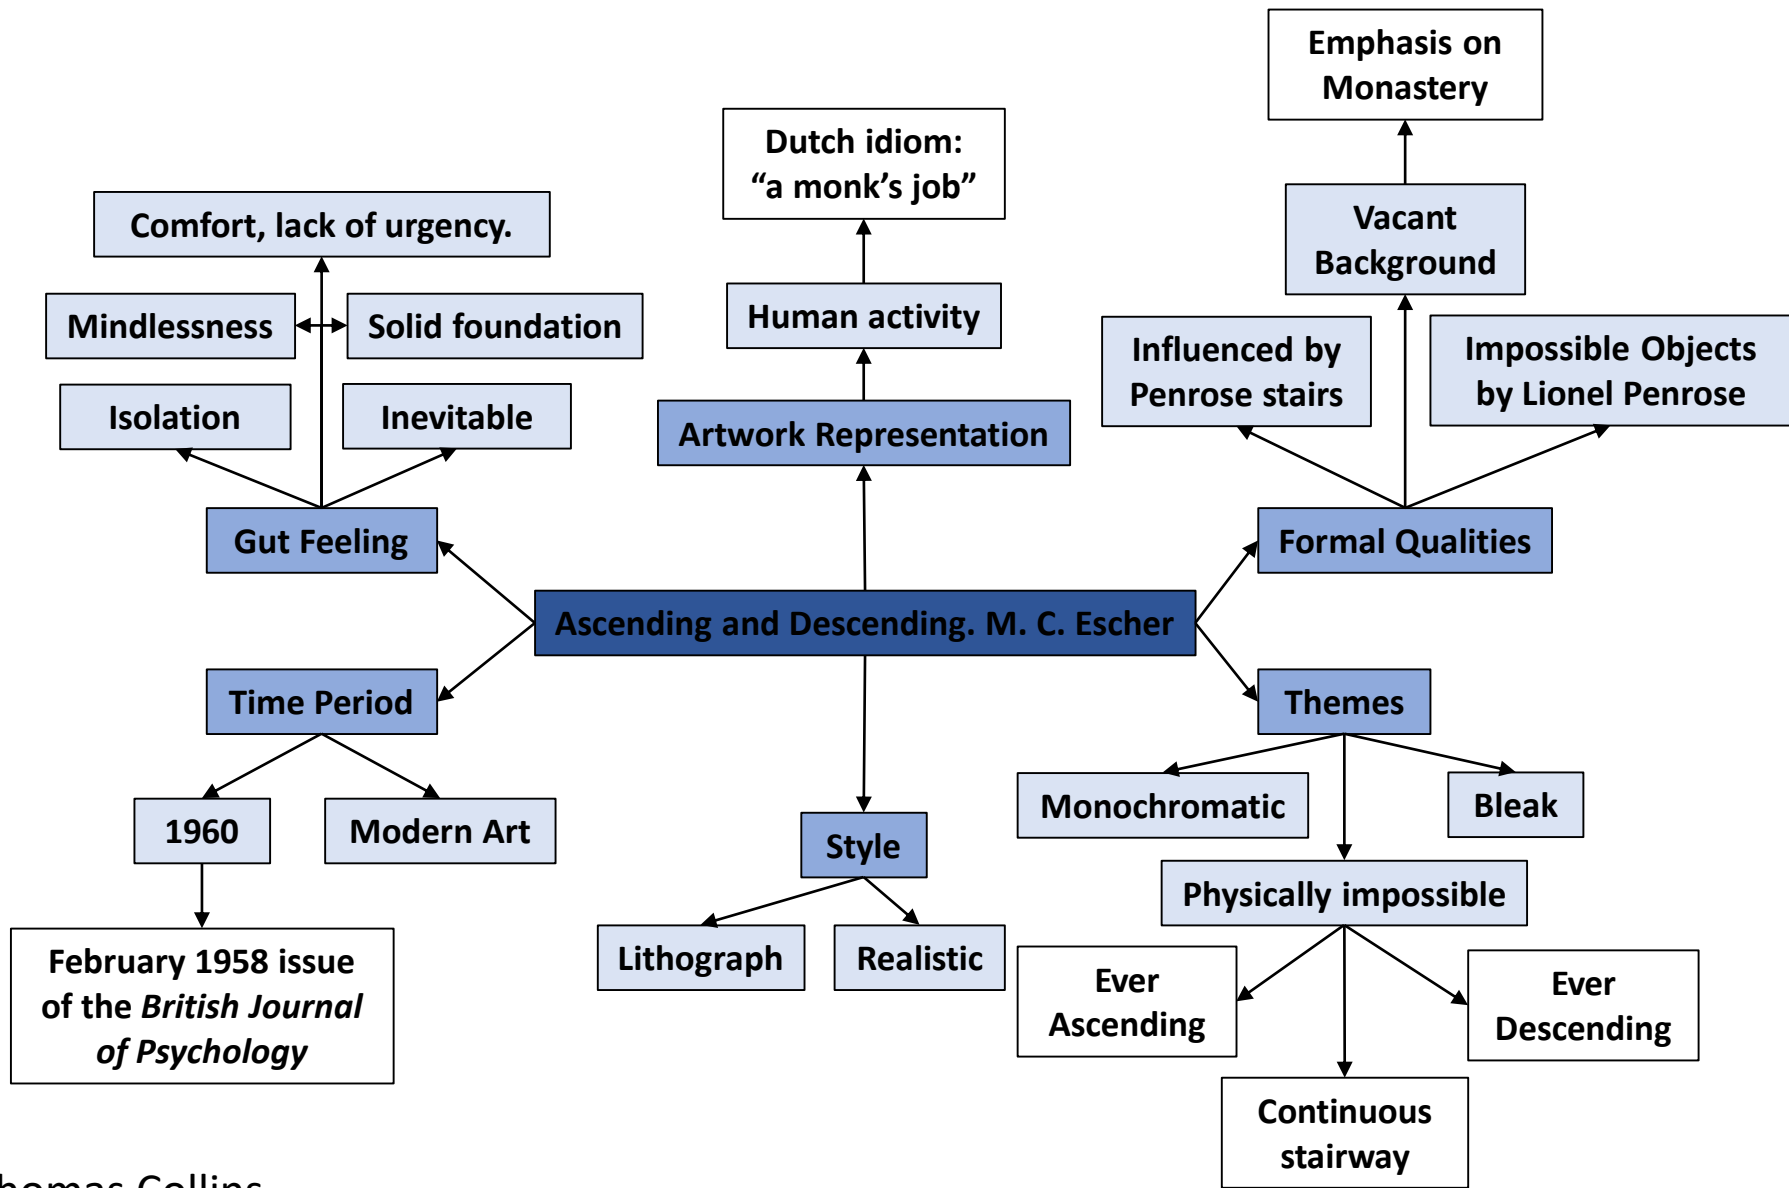 Emphasis on
Monastery
Dutch idiom:
“a monk’s job”
Vacant
Background
Comfort, lack of urgency.
Mindlessness
Solid foundation
Human activity
Influenced by
Penrose stairs
Impossible Objects
by Lionel Penrose
Isolation
Inevitable
Artwork Representation
Gut Feeling
Formal Qualities
Ascending and Descending. M. C. Escher
Time Period
Themes
1960
Modern Art
Style
Monochromatic
Bleak
Physically impossible
Lithograph
Realistic
February 1958 issue
of the British Journal
of Psychology
Ever
Ascending
Ever
Descending
Continuous
stairway
homas Collins